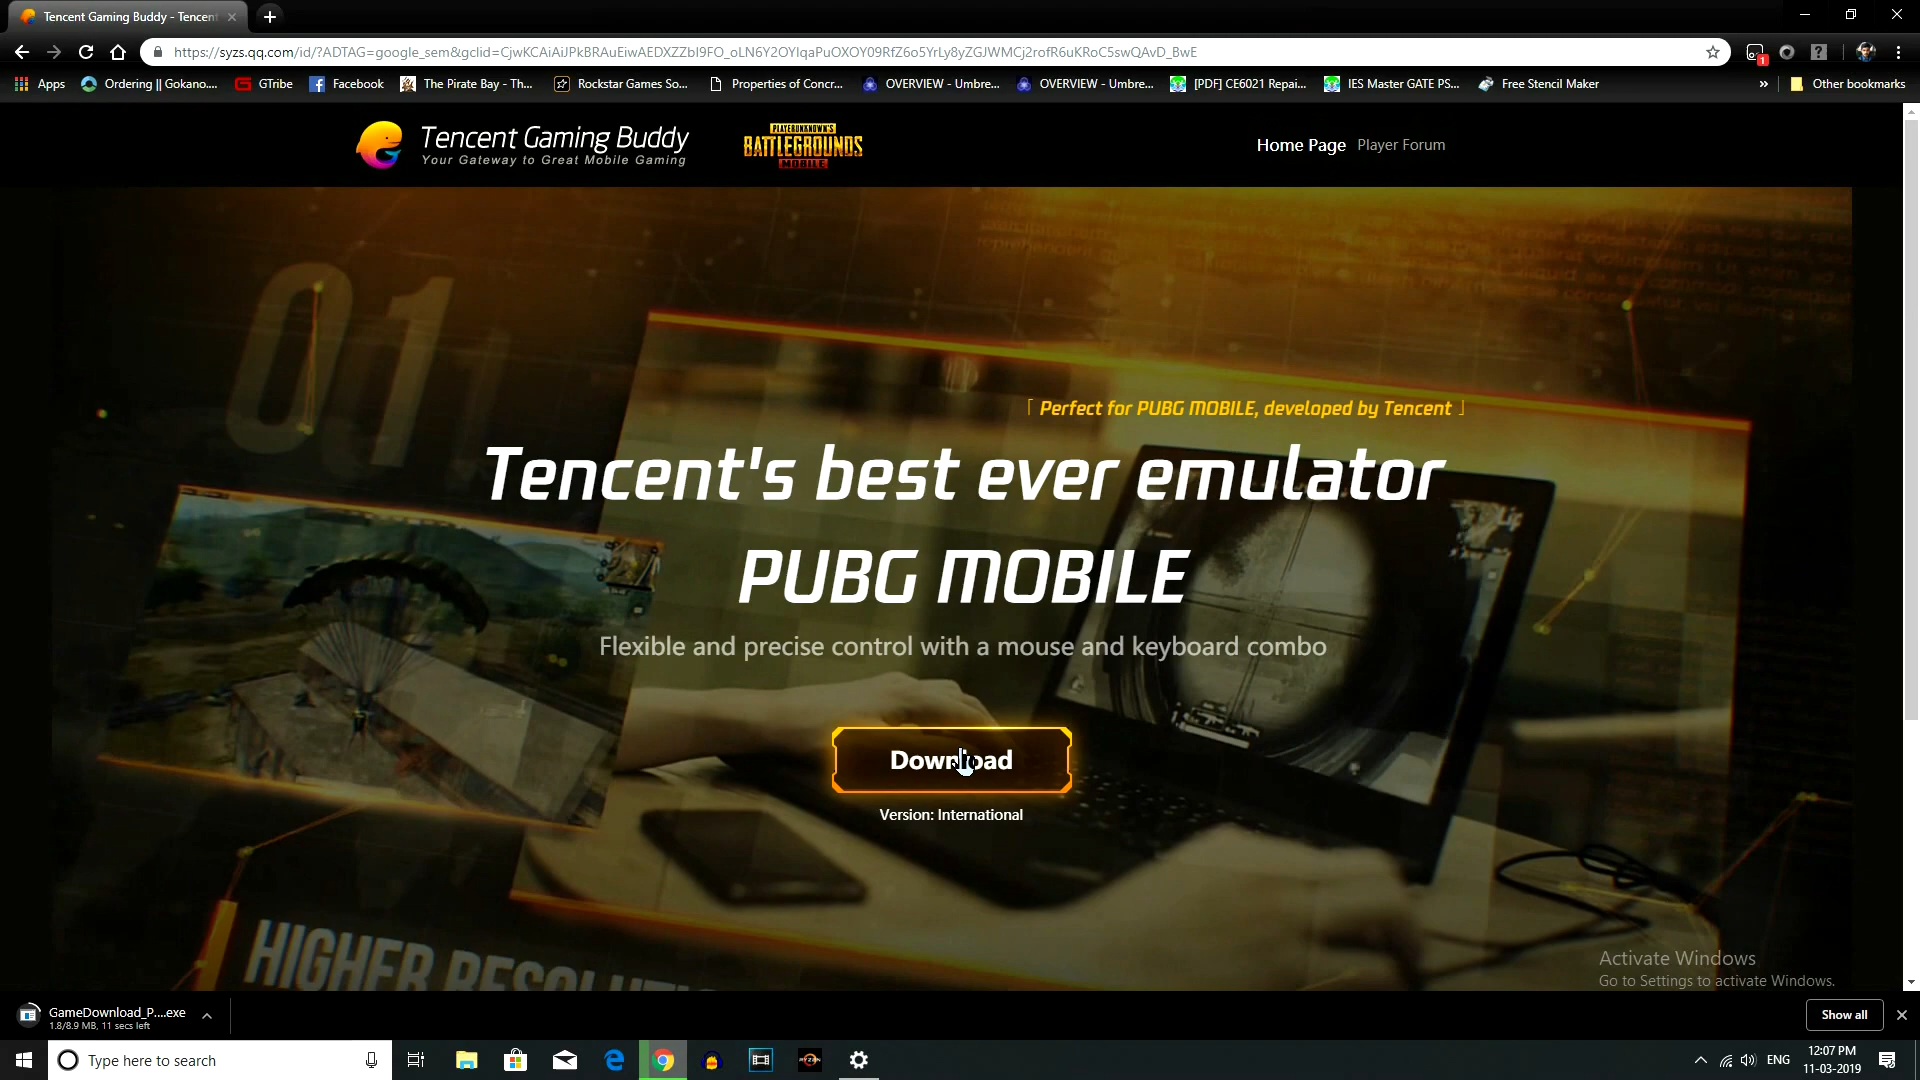 Tencent Gaming Buddy - Tencent
https://syzs.qq.com/id/?ADTAG=google_sem&gclid=CjwKCAiAiJPkBRAuEiwAEDXZZbI9FO_oLN6Y2OYIqaPuOXOY09RfZ6o5YrLy8yZGJWMCj2rofR6uKRoC5swQAvD_BwE
1
Apps
Ordering || Gokano....
GTribe
Facebook
The Pirate Bay - Th...
Rockstar Games So...
Properties of Concr...
OVERVIEW - Umbre...
OVERVIEW - Umbre...
[PDF] CE6021 Repai...
IES Master GATE PS...
Free Stencil Maker
»
Other bookmarks
Tencent Gaming Buddy
Your Gateway to Great Mobile Gaming
PLAYERUNKNOWN'S
BATTLEGROUNDS
MOBILE
Home Page
Player Forum
01
「 Perfect for PUBG MOBILE, developed by Tencent 」
Tencent's best ever emulator
PUBG MOBILE
Flexible and precise control with a mouse and keyboard combo
Download
Version: International
HIGHER RESOLUTI
Activate Windows
Go to Settings to activate Windows.
GameDownload_P....exe
1.8/8.9 MB, 11 secs left
Show all
Type here to search
RYZEN
ENG
12:07 PM
11-03-2019